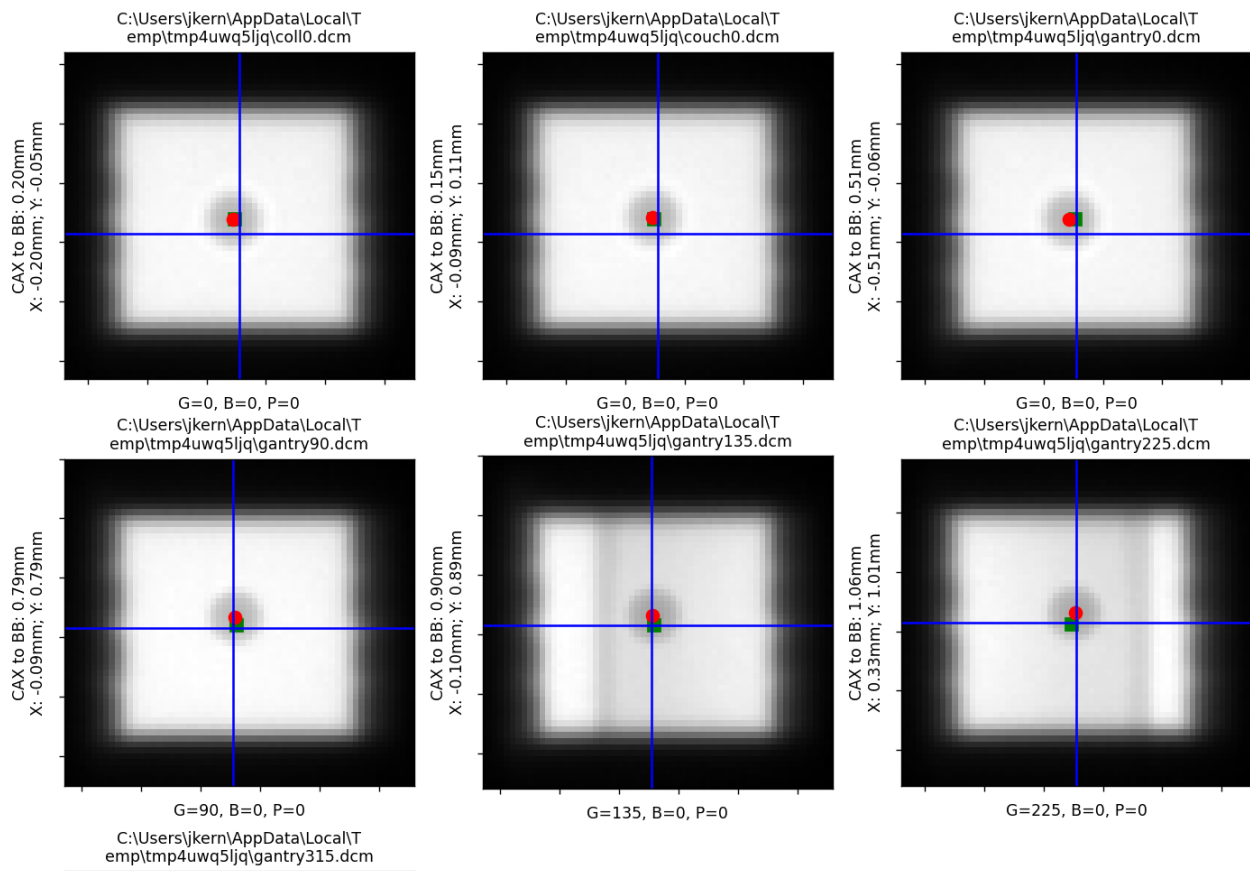 C:\Users\jkern\AppData\Local\T
emp\tmp4uwq5ljq\coll0.dcm
CAX to BB: 0.20mm
X: -0.20mm; Y: -0.05mm
G=0, B=0, P=0
C:\Users\jkern\AppData\Local\T
emp\tmp4uwq5ljq\couch0.dcm
CAX to BB: 0.15mm
X: -0.09mm; Y: 0.11mm
G=0, B=0, P=0
C:\Users\jkern\AppData\Local\T
emp\tmp4uwq5ljq\gantry0.dcm
CAX to BB: 0.51mm
X: -0.51mm; Y: -0.06mm
G=0, B=0, P=0
C:\Users\jkern\AppData\Local\T
emp\tmp4uwq5ljq\gantry90.dcm
CAX to BB: 0.79mm
X: -0.09mm; Y: 0.79mm
G=90, B=0, P=0
C:\Users\jkern\AppData\Local\T
emp\tmp4uwq5ljq\gantry135.dcm
CAX to BB: 0.90mm
X: -0.10mm; Y: 0.89mm
G=135, B=0, P=0
C:\Users\jkern\AppData\Local\T
emp\tmp4uwq5ljq\gantry225.dcm
CAX to BB: 1.06mm
X: 0.33mm; Y: 1.01mm
G=225, B=0, P=0
C:\Users\jkern\AppData\Local\T
emp\tmp4uwq5ljq\gantry315.dcm